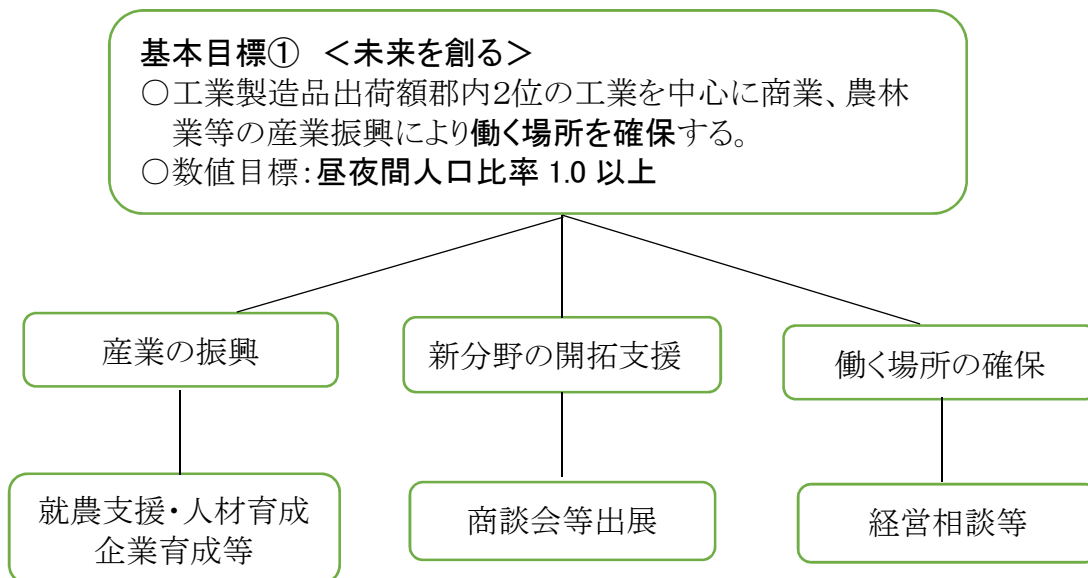 基本目標① ＜未来を創る＞
○工業製造品出荷額郡内2位の工業を中心に商業、農林
業等の産業振興により働く場所を確保する。
○数値目標：昼夜間人口比率 1.0 以上
産業の振興
新分野の開拓支援
働く場所の確保
就農支援・人材育成
企業育成等
商談会等出展
経営相談等